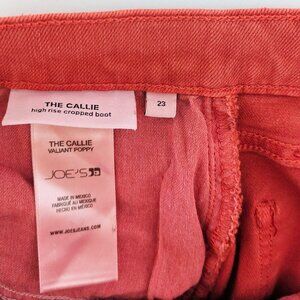 THE CALLIE
high rise cropped boot
23
THE CALLIE
VALIANT POPPY
JOE'S
MADE IN MEXICO
FABRIQUÉ AU MEXIQUE
HECHO EN MÉXICO
WWW.JOESJEANS.COM